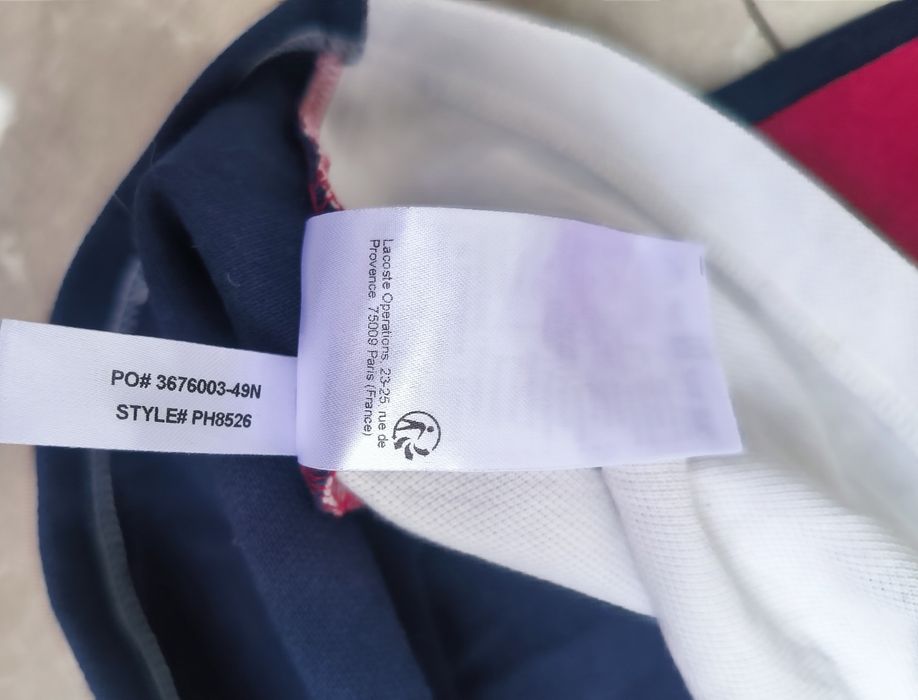 PO# 3676003-49N
STYLE# PH8526
Lacoste Operations, 23-25, rue de
Provence, 75009 Paris (France)